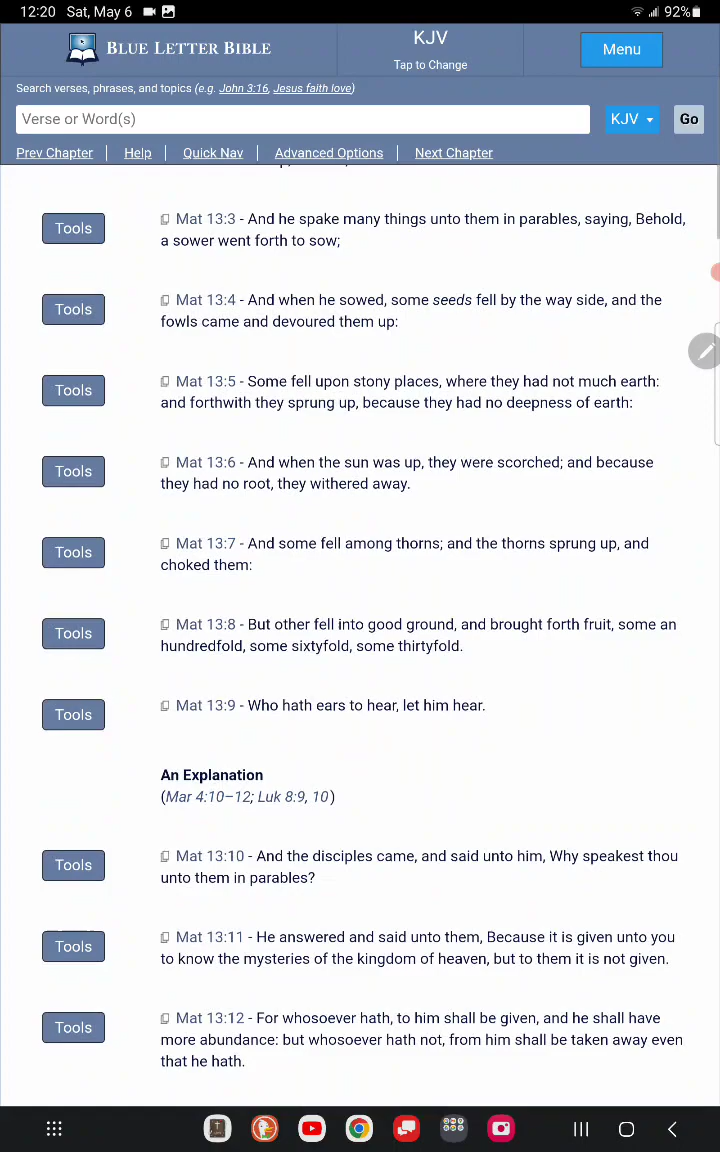 12:20 Sat, May 6
92%
BLUE LETTER BIBLE
KJV
Tap to Change
Menu
Search verses, phrases, and topics (e.g. John 3:16, Jesus faith love)
Verse or Word(s)
KJV
Go
Prev Chapter | Help | Quick Nav | Advanced Options | Next Chapter
Tools
Mat 13:3 - And he spake many things unto them in parables, saying, Behold,
a sower went forth to sow;
Tools
Mat 13:4 - And when he sowed, some seeds fell by the way side, and the
fowls came and devoured them up:
Tools
Mat 13:5 - Some fell upon stony places, where they had not much earth:
and forthwith they sprung up, because they had no deepness of earth:
Tools
Mat 13:6 - And when the sun was up, they were scorched; and because
they had no root, they withered away.
Tools
Mat 13:7 - And some fell among thorns; and the thorns sprung up, and
choked them:
Tools
Mat 13:8 - But other fell into good ground, and brought forth fruit, some an
hundredfold, some sixtyfold, some thirtyfold.
Tools
Mat 13:9 - Who hath ears to hear, let him hear.
An Explanation
(Mar 4:10–12; Luk 8:9, 10)
Tools
Mat 13:10 - And the disciples came, and said unto him, Why speakest thou
unto them in parables?
Tools
Mat 13:11 - He answered and said unto them, Because it is given unto you
to know the mysteries of the kingdom of heaven, but to them it is not given.
Tools
Mat 13:12 - For whosoever hath, to him shall be given, and he shall have
more abundance: but whosoever hath not, from him shall be taken away even
that he hath.